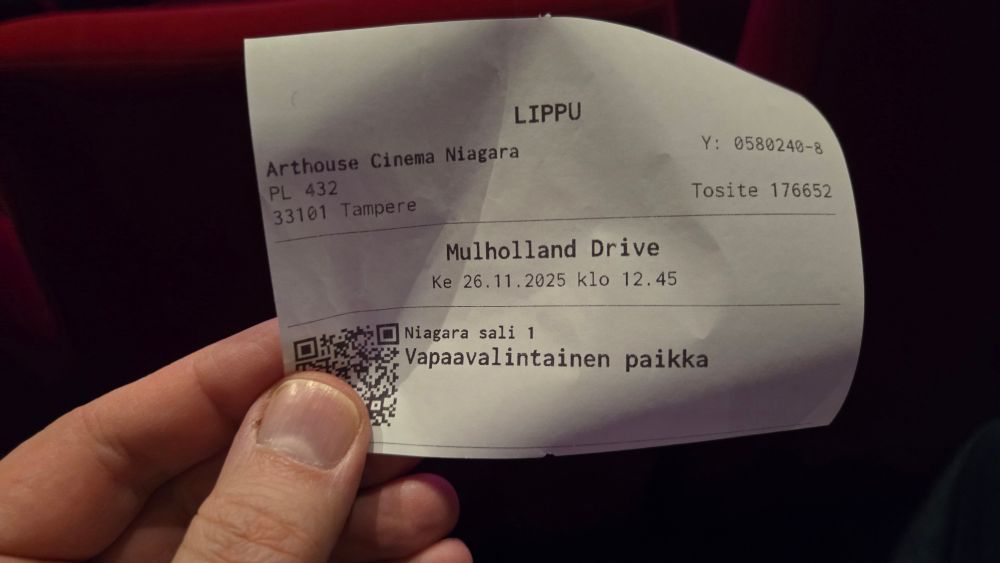 LIPPU
Arthouse Cinema Niagara
PL 432
33101 Tampere
Y: 0580240-8
Tosite 176652
Mulholland Drive
Ke 26.11.2025 klo 12.45
Niagara sali 1
Vapaavalintainen paikka